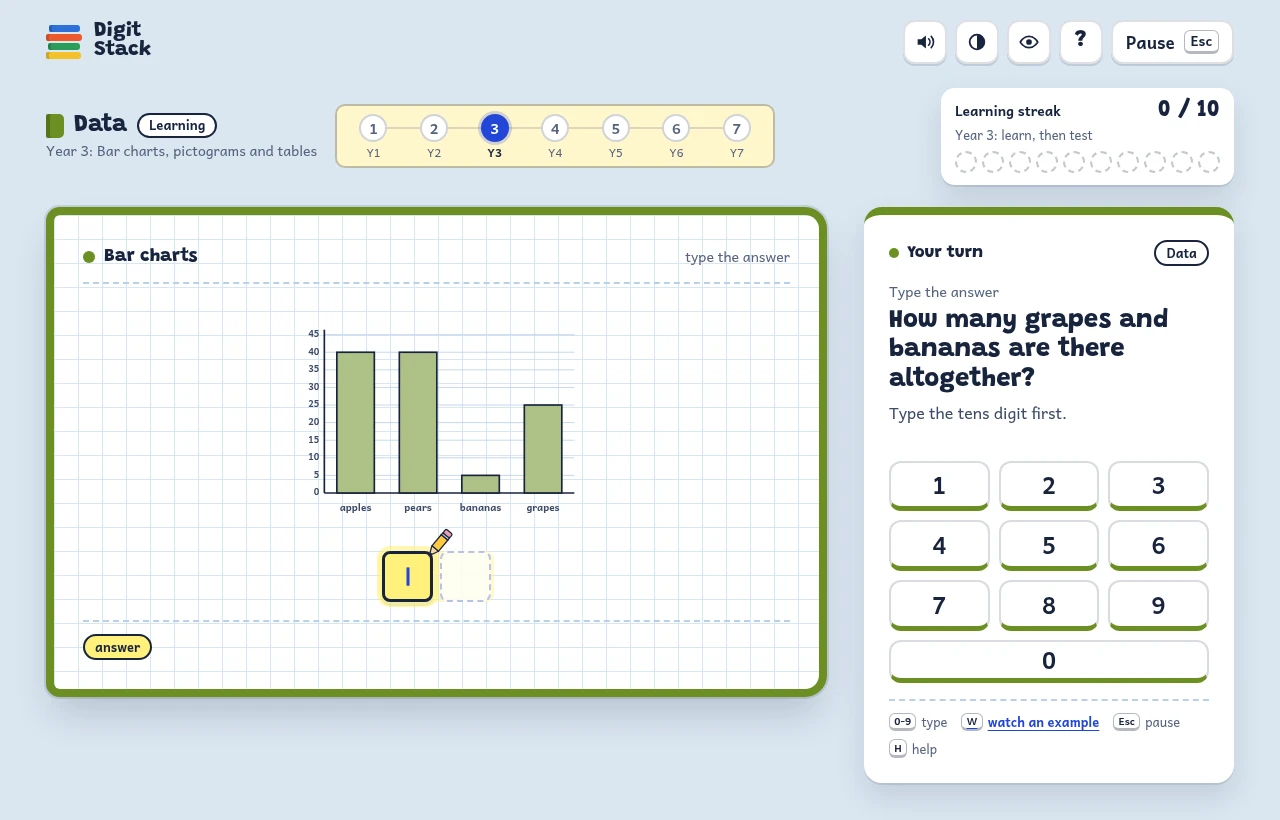 Digit
Stack
?
Pause Esc
Data Learning
Year 3: Bar charts, pictograms and tables
1 2 3 4 5 6 7
Y1 Y2 Y3 Y4 Y5 Y6 Y7
Learning streak 0 / 10
Year 3: learn, then test
Bar charts type the answer
45
40
35
30
25
20
15
10
5
0
apples pears bananas grapes
answer
Your turn Data
Type the answer
How many grapes and
bananas are there
altogether?
Type the tens digit first.
1 2 3
4 5 6
7 8 9
0
0-9 type W watch an example Esc pause
H help